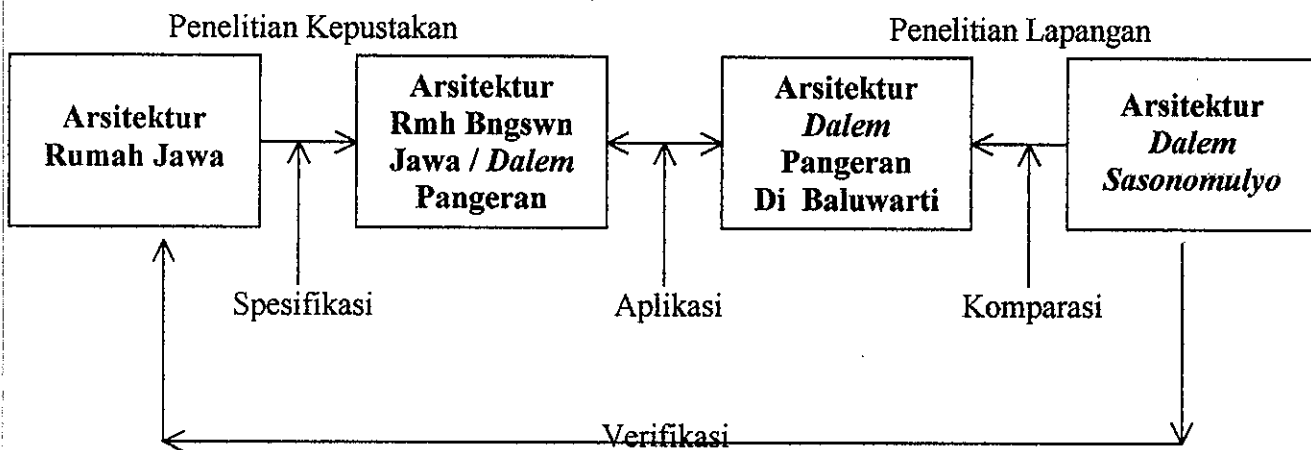 Penelitian Kepustakan
Penelitian Lapangan
Arsitektur
Rumah Jawa
Arsitektur
Rmh Bngswn
Jawa / Dalem
Pangeran
Arsitektur
Dalem
Pangeran
Di Baluwarti
Arsitektur
Dalem
Sasonomulyo
Spesifikasi
Aplikasi
Komparasi
Verifikasi